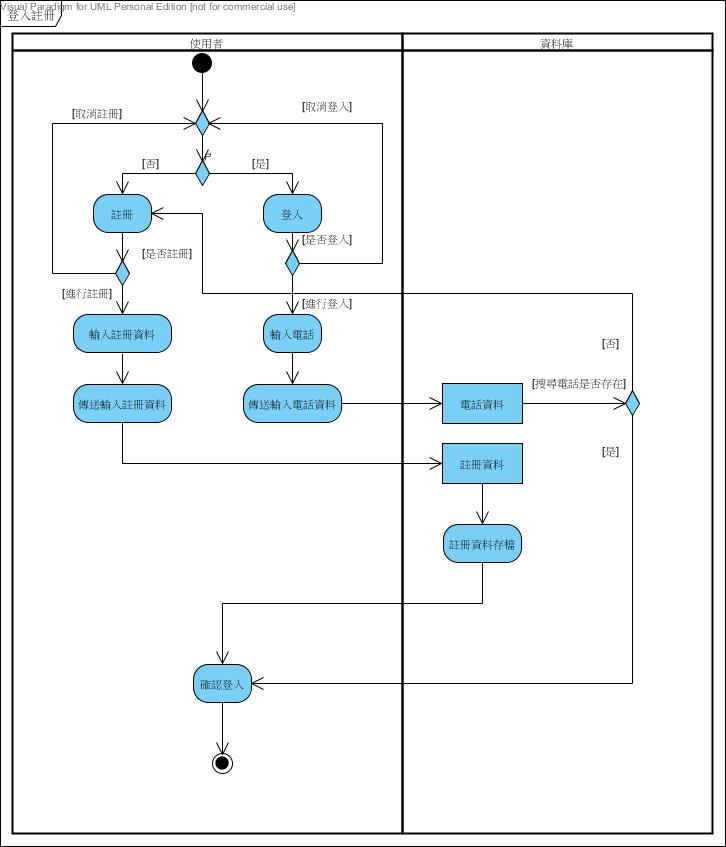 Visual Paradigm for UML Personal Edition [not for commercial use]
登入註冊
使用者
資料庫
[取消註冊]
[取消登入]
[否]
[是]
註冊
登入
[是否註冊]
[是否登入]
[進行註冊]
[進行登入]
輸入註冊資料
輸入電話
[否]
[搜尋電話是否存在]
傳送輸入註冊資料
傳送輸入電話資料
電話資料
[是]
註冊資料
註冊資料存檔
確認登入